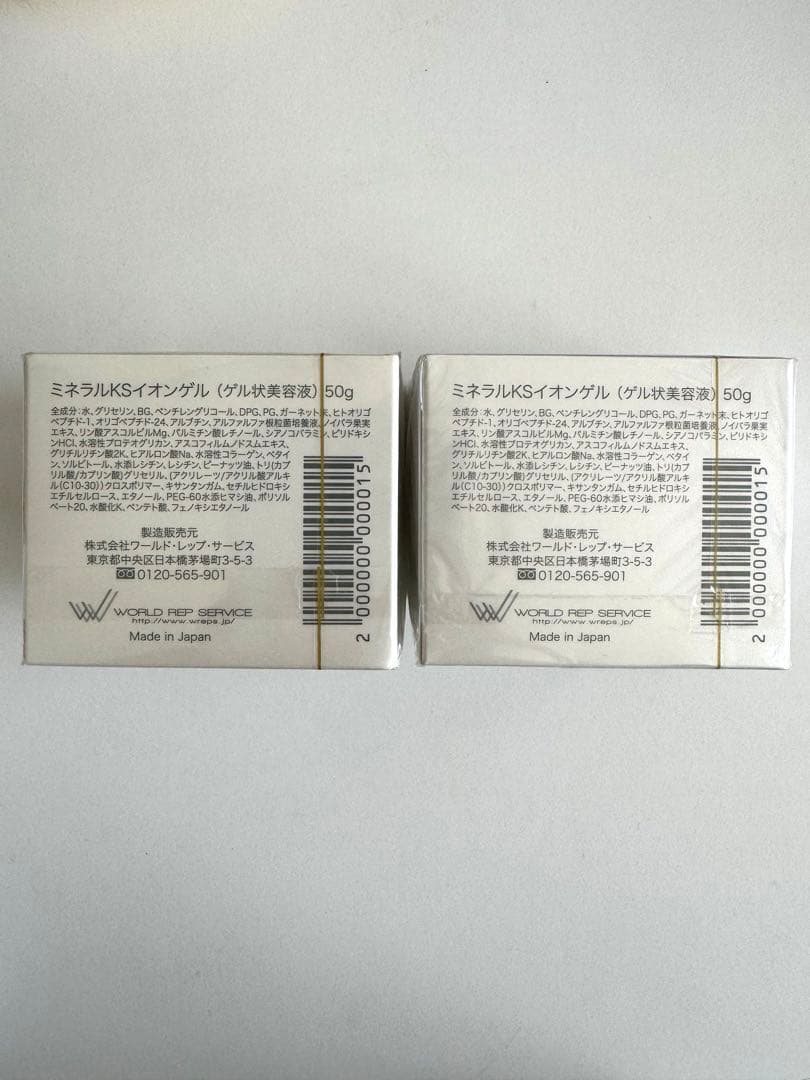 ミネラルKSイオンゲル（ゲル状美容液）50g
全成分：水、グリセリン、BG、ペンチレングリコール、DPG、PG、ガーネット末、ヒトオリゴ
ペプチド-1、オリゴペプチド-24、アルブチン、アルファルファ根粒菌培養液、ノイバラ果実
エキス、リン酸アスコルビルMg、パルミチン酸レチノール、シアノコバラミン、ピリドキシ
ンHCl、水溶性プロテオグリカン、アスコフィルムノドスムエキス、
グリチルリチン酸2K、ヒアルロン酸Na、水溶性コラーゲン、ベタイ
ン、ソルビトール、水添レシチン、レシチン、ピーナッツ油、トリ(カプ
リル酸/カプリン酸)グリセリル、(アクリレーツ/アクリル酸アルキ
ル(C10-30))クロスポリマー、キサンタンガム、セチルヒドロキシ
エチルセルロース、エタノール、PEG-60水添ヒマシ油、ポリソル
ベート20、水酸化K、ペンテト酸、フェノキシエタノール
製造販売元
株式会社ワールド・レップ・サービス
東京都中央区日本橋茅場町3-5-3
0120-565-901
WORLD REP SERVICE
http://www.wreps.jp/
Made in Japan
2 000000 000015
ミネラルKSイオンゲル（ゲル状美容液）50g
全成分：水、グリセリン、BG、ペンチレングリコール、DPG、PG、ガーネット末、ヒトオリゴ
ペプチド-1、オリゴペプチド-24、アルブチン、アルファルファ根粒菌培養液、ノイバラ果実
エキス、リン酸アスコルビルMg、パルミチン酸レチノール、シアノコバラミン、ピリドキシ
ンHCl、水溶性プロテオグリカン、アスコフィルムノドスムエキス、
グリチルリチン酸2K、ヒアルロン酸Na、水溶性コラーゲン、ベタイ
ン、ソルビトール、水添レシチン、レシチン、ピーナッツ油、トリ(カプ
リル酸/カプリン酸)グリセリル、(アクリレーツ/アクリル酸アルキ
ル(C10-30))クロスポリマー、キサンタンガム、セチルヒドロキシ
エチルセルロース、エタノール、PEG-60水添ヒマシ油、ポリソル
ベート20、水酸化K、ペンテト酸、フェノキシエタノール
製造販売元
株式会社ワールド・レップ・サービス
東京都中央区日本橋茅場町3-5-3
0120-565-901
WORLD REP SERVICE
http://www.wreps.jp/
Made in Japan
2 000000 000015